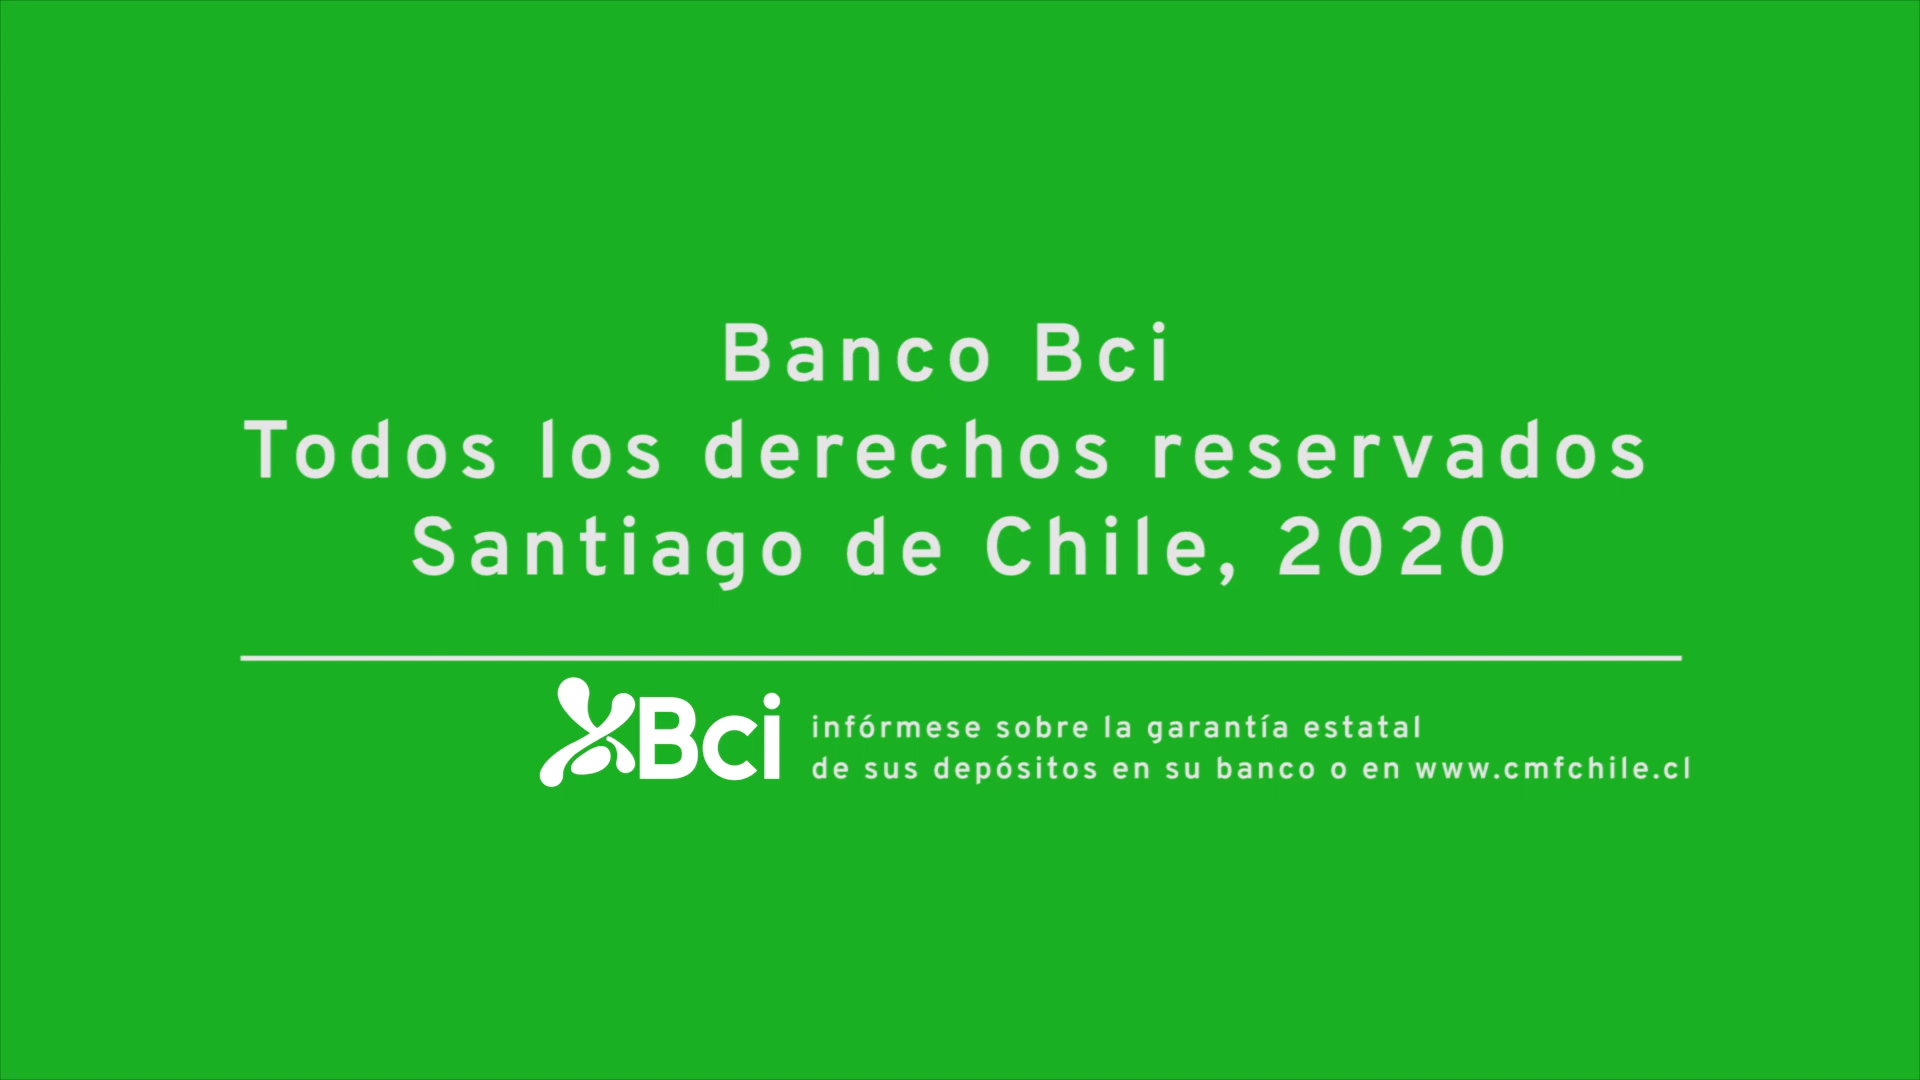 Banco Bci
Todos los derechos reservados
Santiago de Chile, 2020
Bci
infórmese sobre la garantía estatal
de sus depósitos en su banco o en www.cmfchile.cl